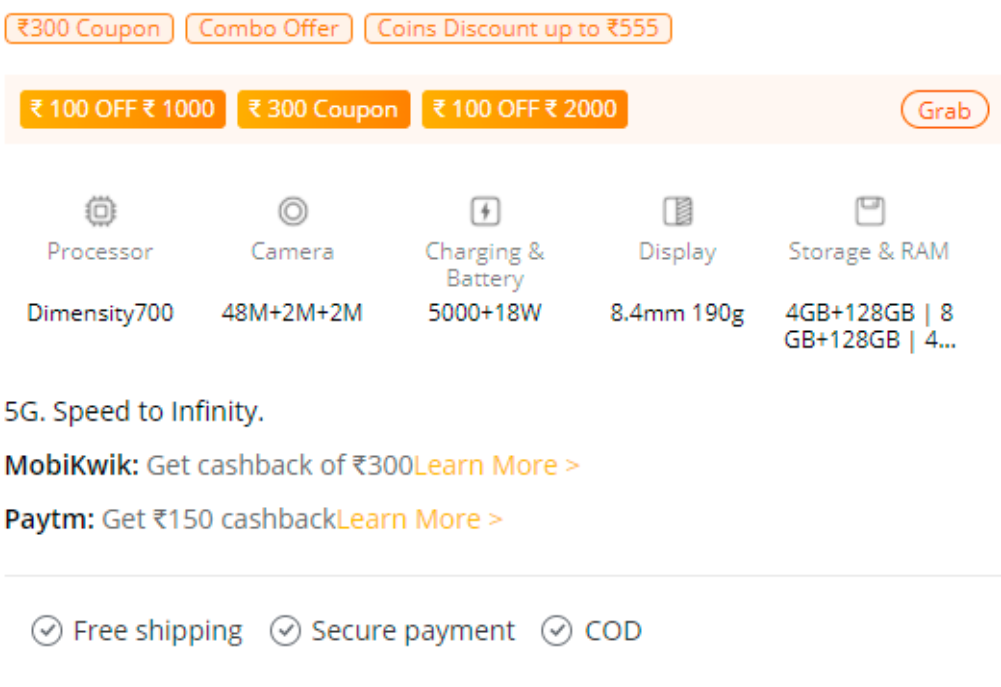 ₹300 Coupon Combo Offer Coins Discount up to ₹555
₹ 100 OFF ₹ 1000 ₹ 300 Coupon ₹ 100 OFF ₹ 2000 Grab
Processor Camera Charging & Battery Display Storage & RAM
Dimensity700 48M+2M+2M 5000+18W 8.4mm 190g 4GB+128GB | 8
GB+128GB | 4...
5G. Speed to Infinity.
MobiKwik: Get cashback of ₹300Learn More >
Paytm: Get ₹150 cashbackLearn More >
Free shipping Secure payment COD